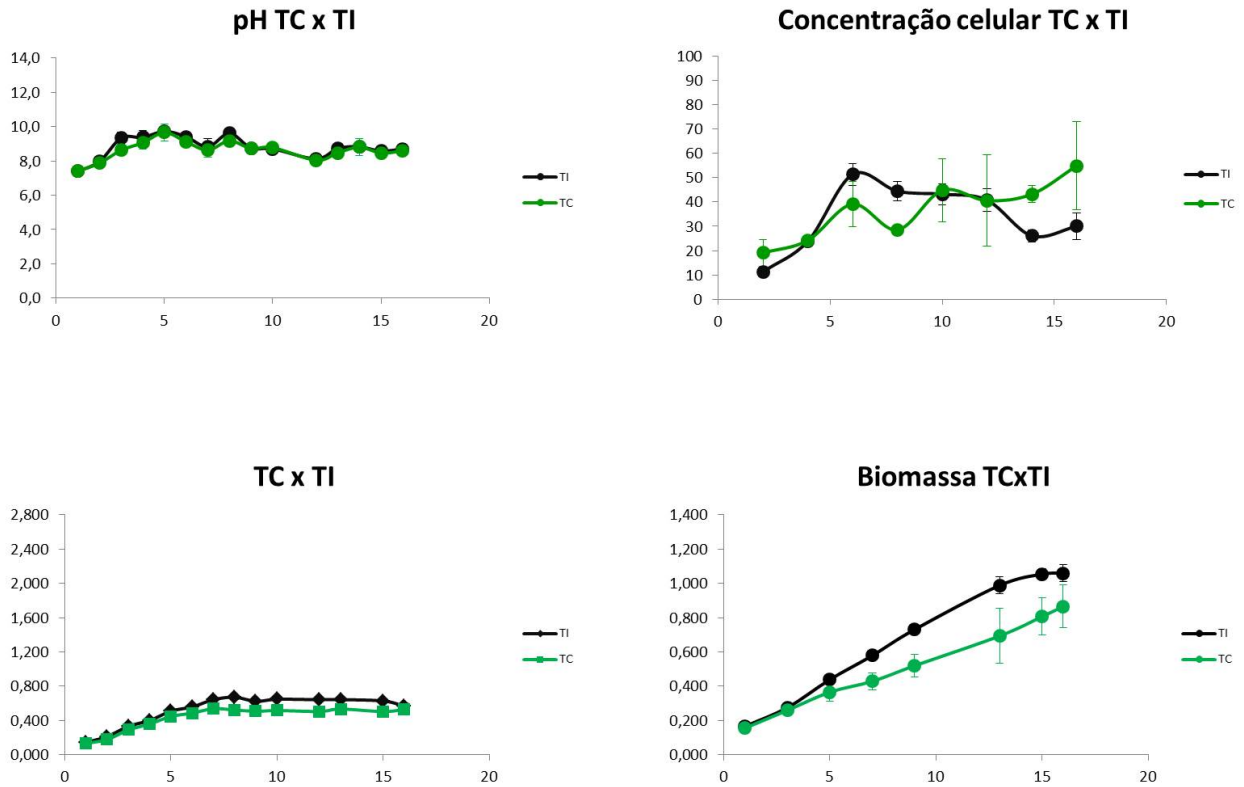 pH TC x TI
14,0
12,0
10,0
8,0
6,0
4,0
2,0
0,0
0 5 10 15 20
TI
TC
Concentração celular TC x TI
100
90
80
70
60
50
40
30
20
10
0
0 5 10 15 20
TI
TC
TC x TI
2,800
2,400
2,000
1,600
1,200
0,800
0,400
0,000
0 5 10 15 20
TI
TC
Biomassa TCxTI
1,400
1,200
1,000
0,800
0,600
0,400
0,200
0,000
0 5 10 15 20
TI
TC